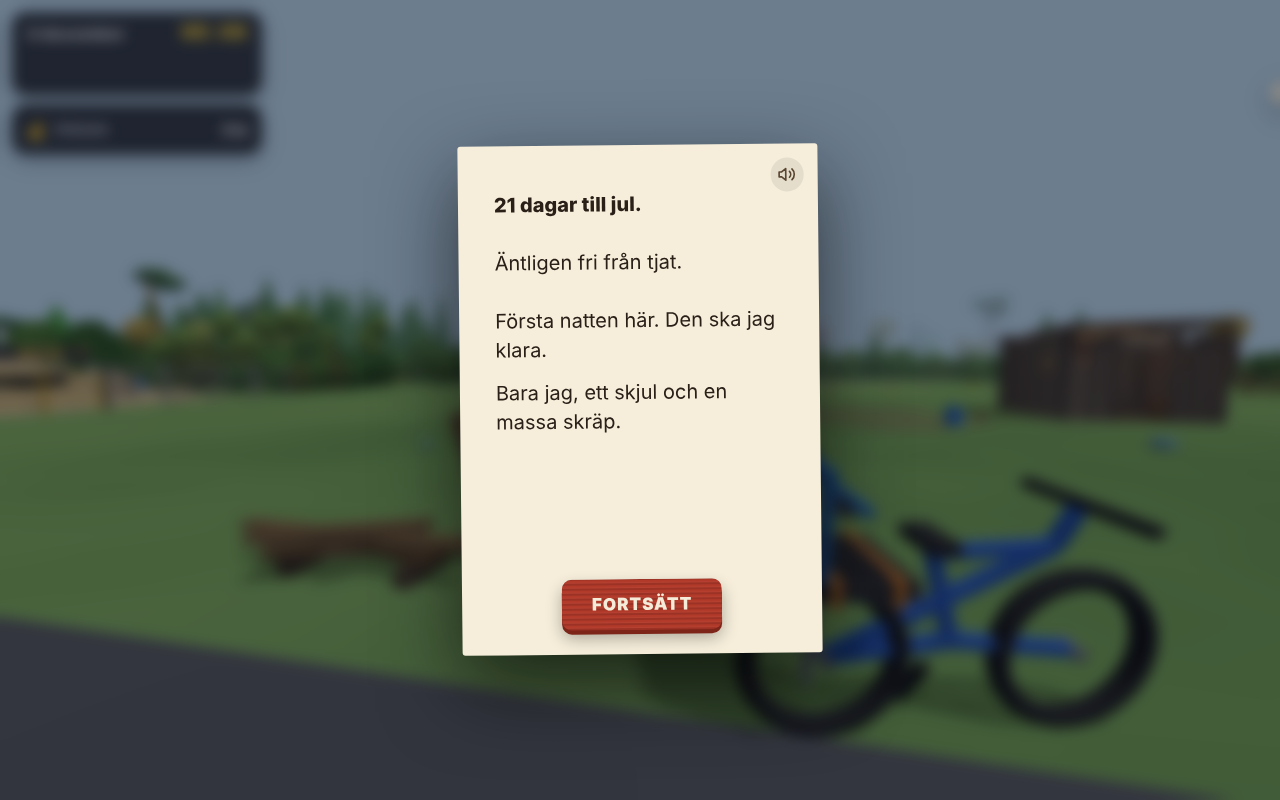 21 dagar till jul.
Äntligen fri från tjat.
Första natten här. Den ska jag
klara.
Bara jag, ett skjul och en
massa skräp.
FORTSÄTT